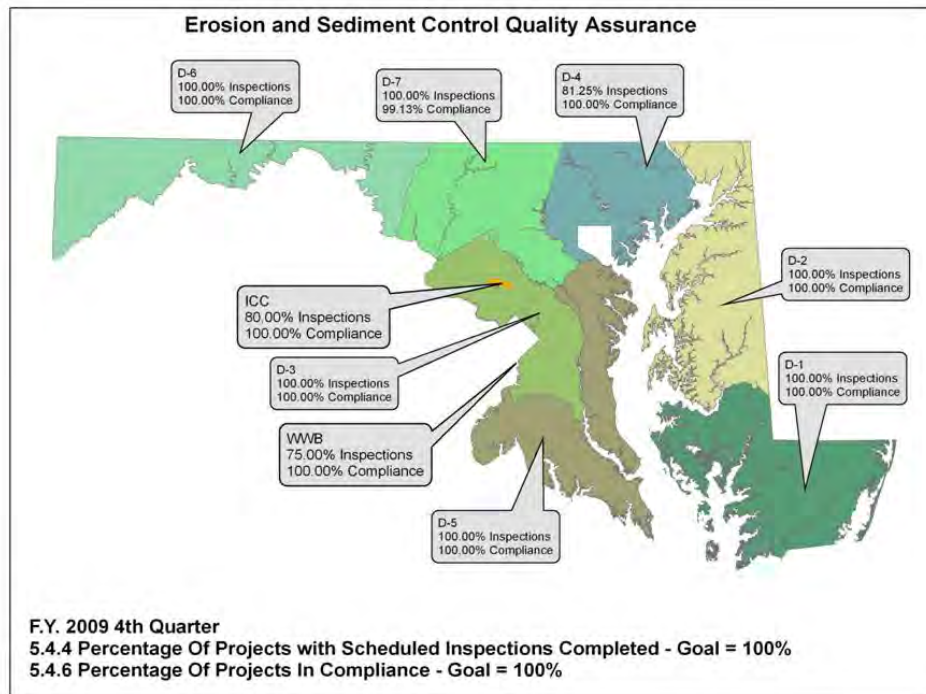 Erosion and Sediment Control Quality Assurance
D-6
100.00% Inspections
100.00% Compliance
D-7
100.00% Inspections
99.13% Compliance
D-4
81.25% Inspections
100.00% Compliance
D-2
100.00% Inspections
100.00% Compliance
ICC
80.00% Inspections
100.00% Compliance
D-3
100.00% Inspections
100.00% Compliance
D-1
100.00% Inspections
100.00% Compliance
WWB
75.00% Inspections
100.00% Compliance
D-5
100.00% Inspections
100.00% Compliance
F.Y. 2009 4th Quarter
5.4.4 Percentage Of Projects with Scheduled Inspections Completed - Goal = 100%
5.4.6 Percentage Of Projects In Compliance - Goal = 100%